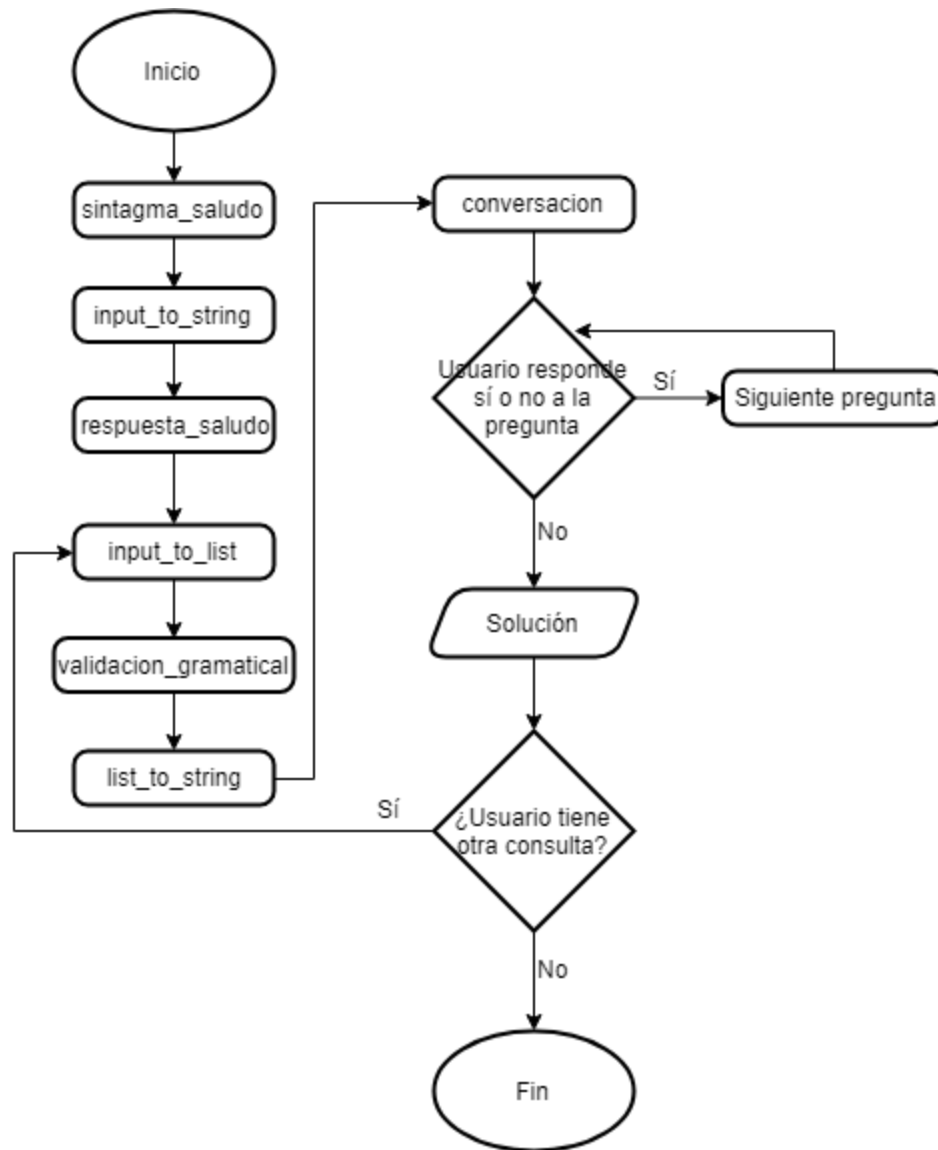 Inicio
sintagma_saludo
input_to_string
respuesta_saludo
input_to_list
validacion_gramatical
list_to_string
conversacion
Usuario responde
sí o no a la
pregunta
Sí
Siguiente pregunta
No
Solución
¿Usuario tiene
otra consulta?
Sí
No
Fin